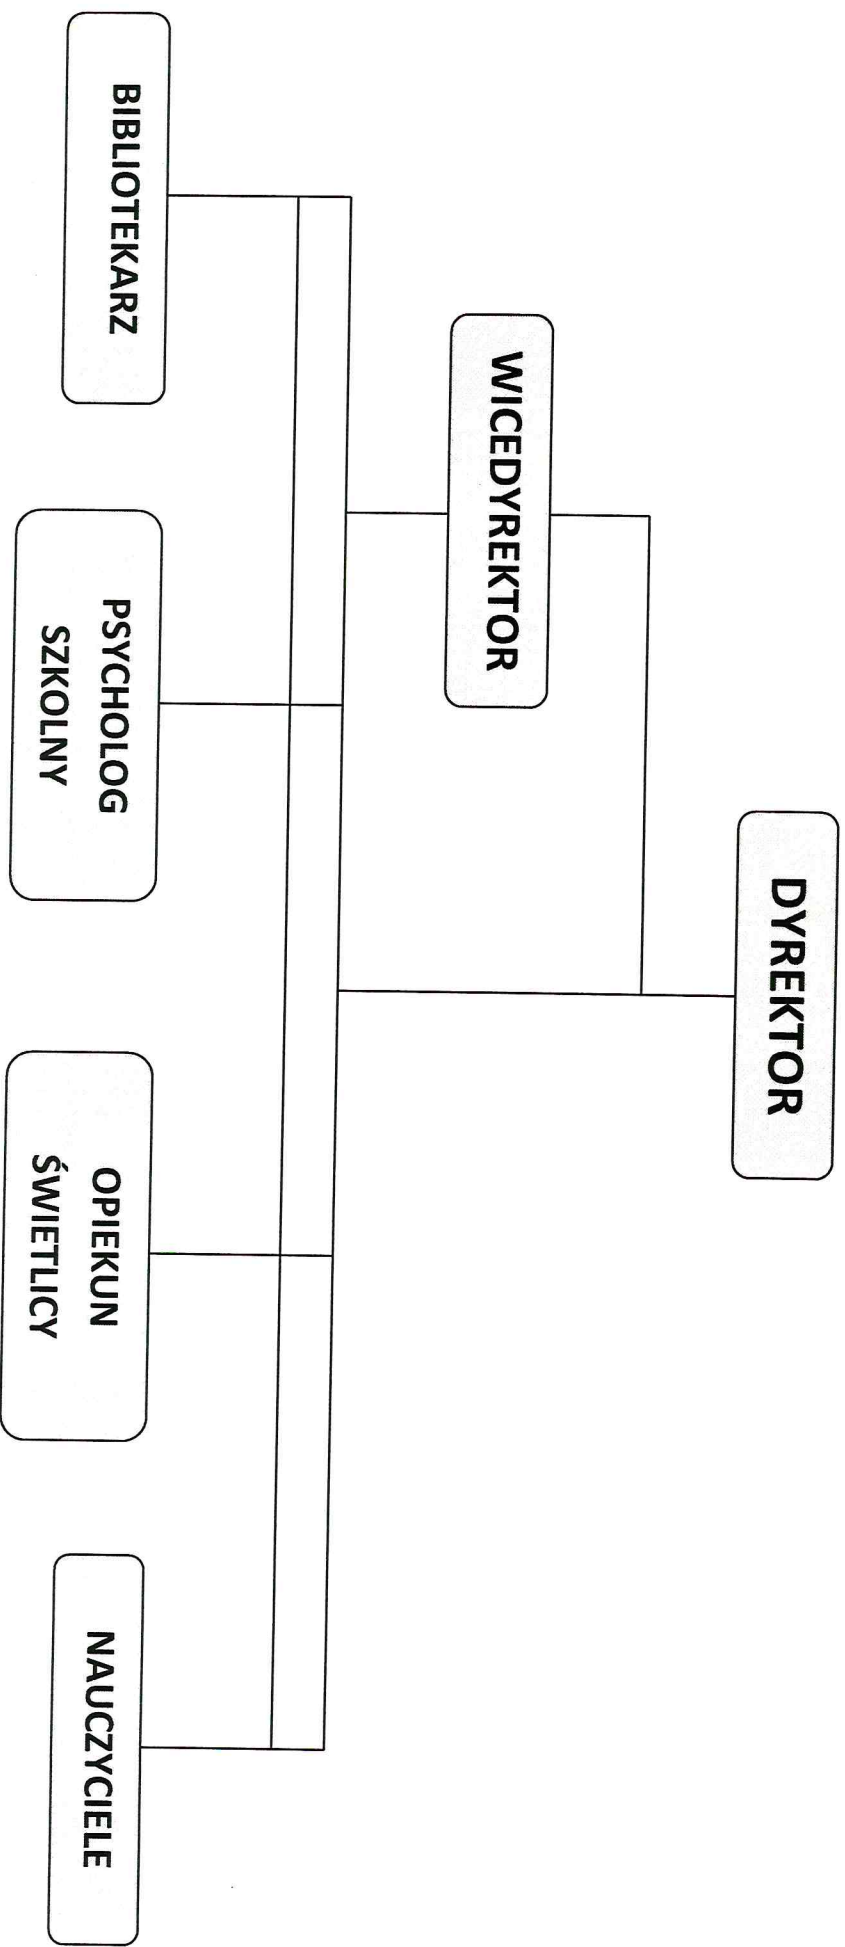 DYREKTOR
WICEDYREKTOR
BIBLIOTEKARZ
PSYCHOLOG
SZKOLNY
OPIEKUN
ŚWIETLICY
NAUCZYCIELE